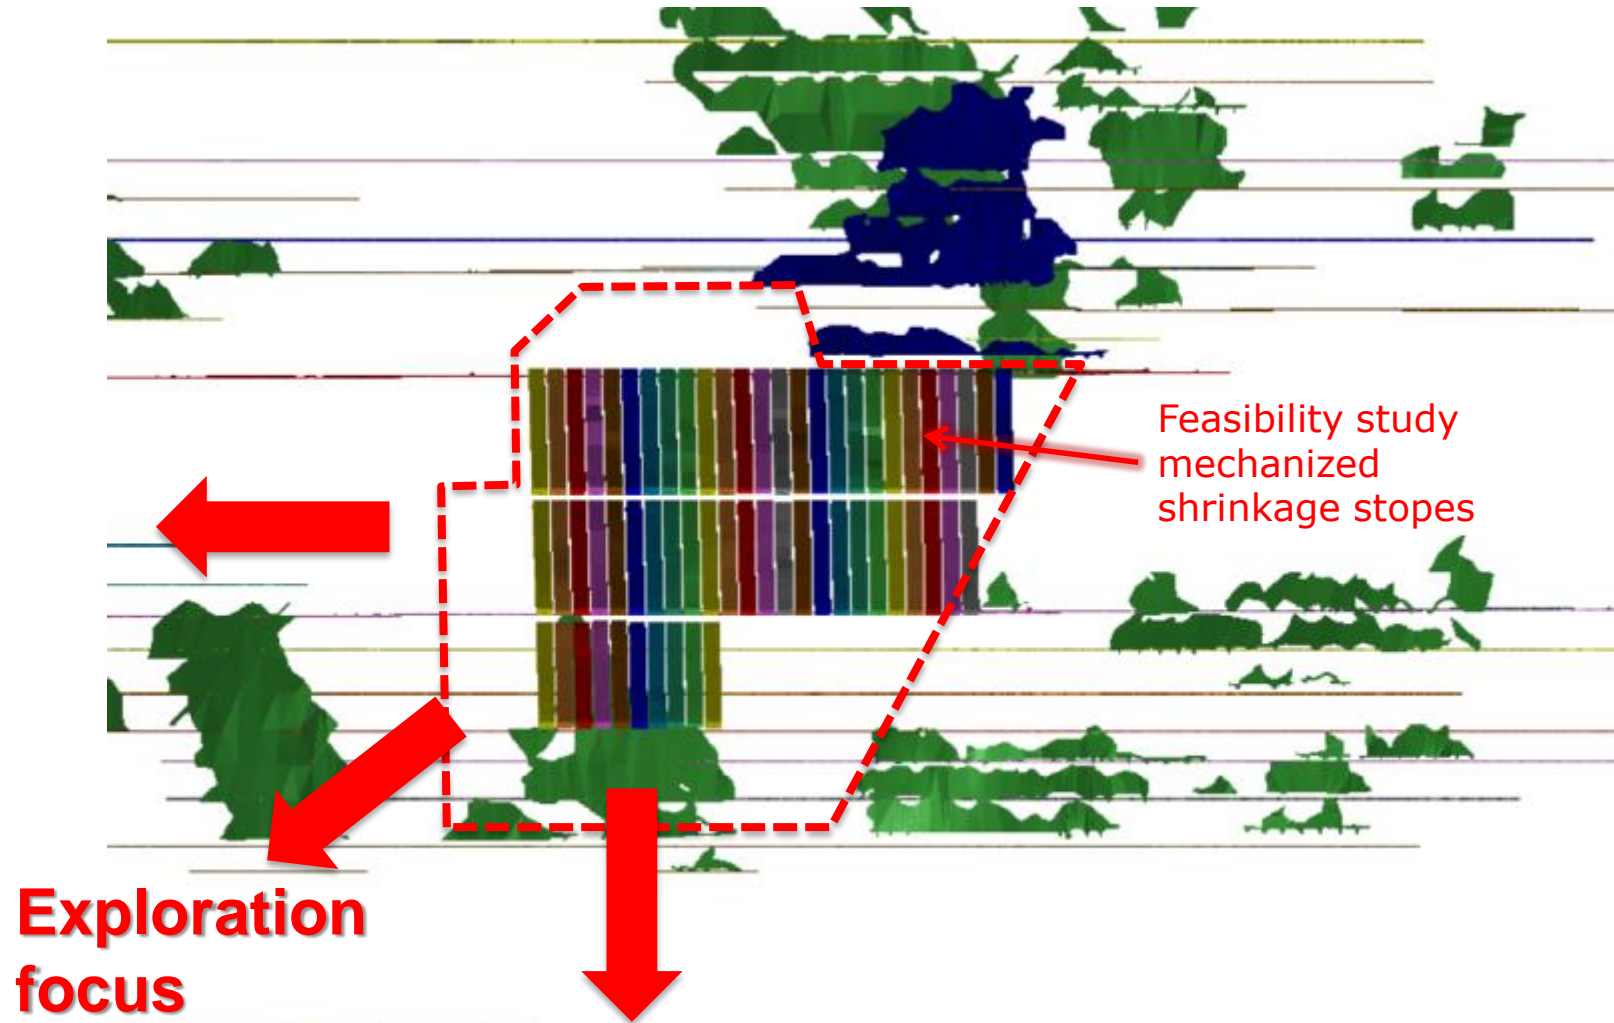 Feasibility study
mechanized
shrinkage stopes
Exploration
focus